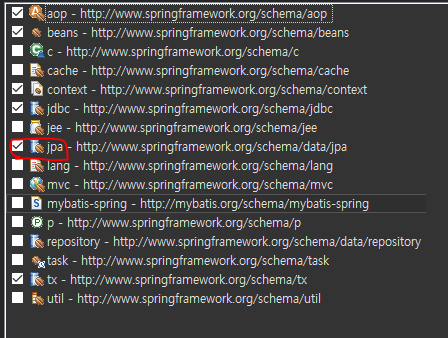 aop - http://www.springframework.org/schema/aop
beans - http://www.springframework.org/schema/beans
c - http://www.springframework.org/schema/c
cache - http://www.springframework.org/schema/cache
context - http://www.springframework.org/schema/context
jdbc - http://www.springframework.org/schema/jdbc
jee - http://www.springframework.org/schema/jee
jpa - http://www.springframework.org/schema/data/jpa
lang - http://www.springframework.org/schema/lang
mvc - http://www.springframework.org/schema/mvc
mybatis-spring - http://mybatis.org/schema/mybatis-spring
p - http://www.springframework.org/schema/p
repository - http://www.springframework.org/schema/data/repository
task - http://www.springframework.org/schema/task
tx - http://www.springframework.org/schema/tx
util - http://www.springframework.org/schema/util